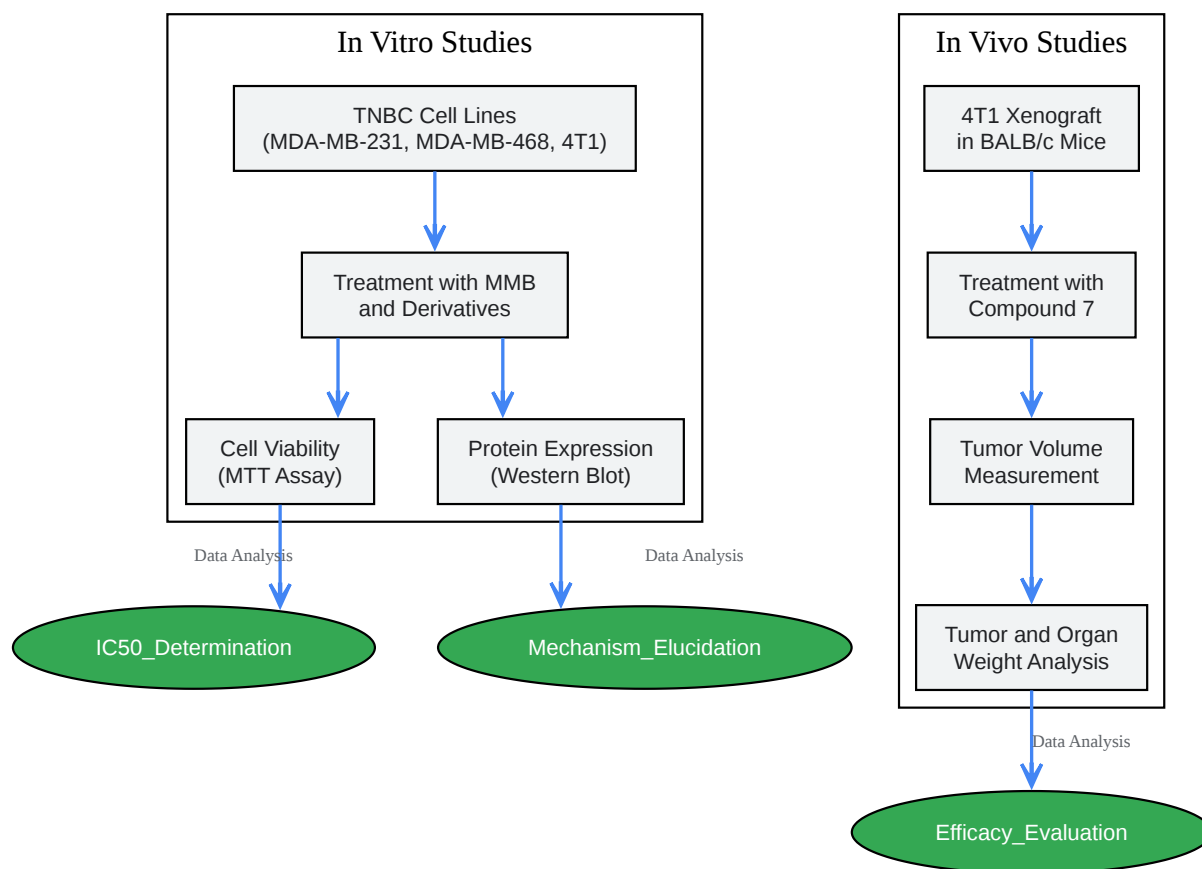 In Vitro Studies
TNBC Cell Lines
(MDA-MB-231, MDA-MB-468, 4T1)
Treatment with MMB
and Derivatives
Cell Viability
(MTT Assay)
Protein Expression
(Western Blot)
Data Analysis
Data Analysis
IC50_Determination
Mechanism_Elucidation
In Vivo Studies
4T1 Xenograft
in BALB/c Mice
Treatment with
Compound 7
Tumor Volume
Measurement
Tumor and Organ
Weight Analysis
Data Analysis
Efficacy_Evaluation